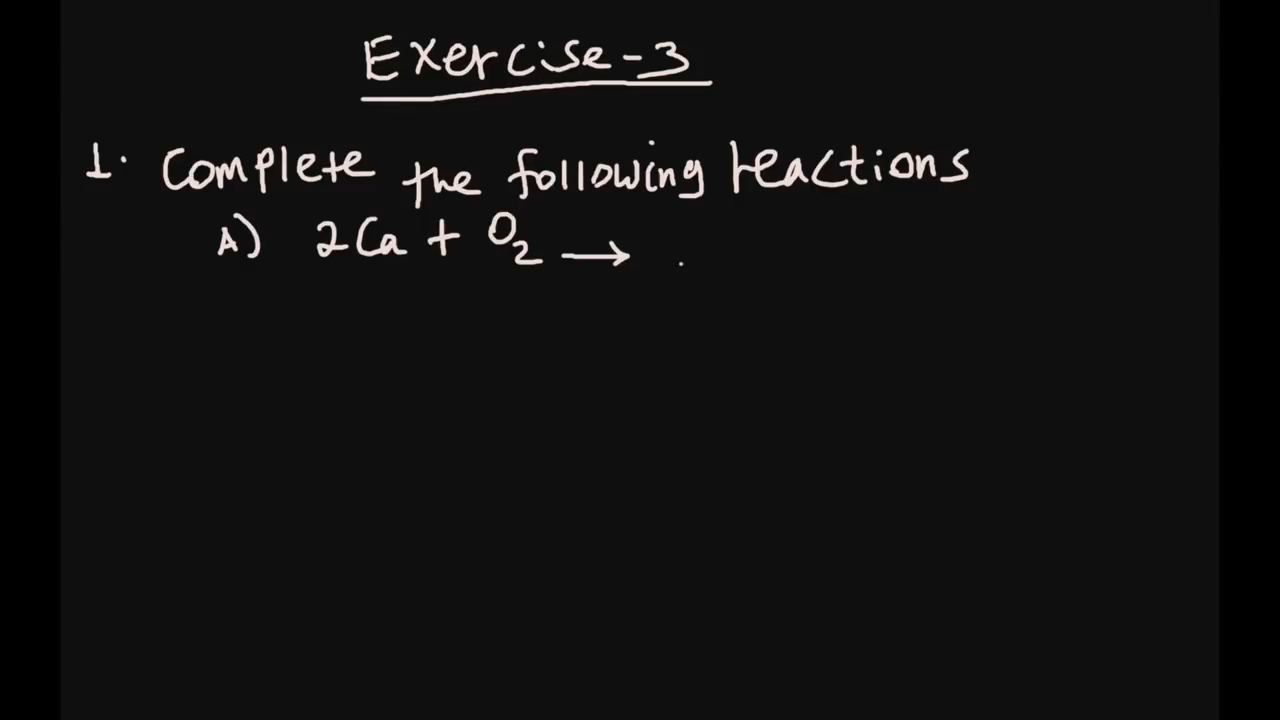 Exercise-3
1. Complete the following reactions
A) 2Ca + O₂ →